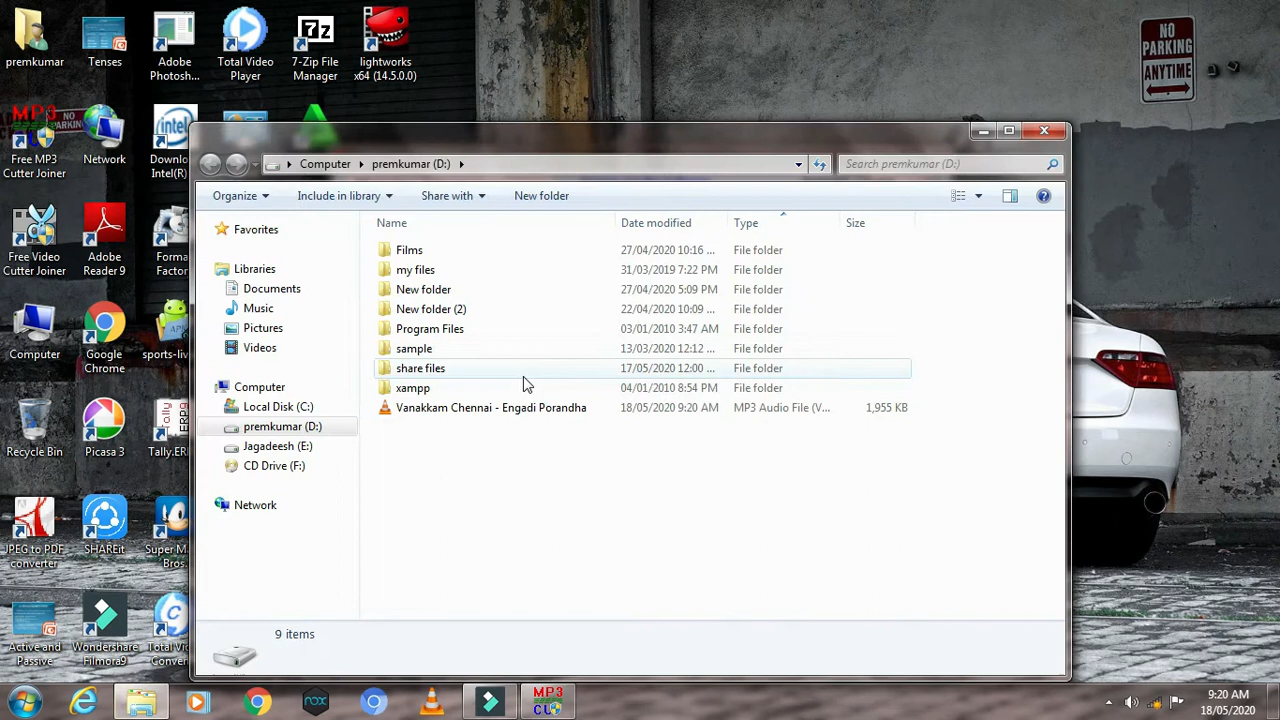 premkumar
Tenses
Adobe
Photosh...
Total Video
Player
7-Zip File
Manager
lightworks
x64 (14.5.0.0)
NO
PARKING
ANYTIME
Free MP3
Cutter Joiner
Network
Downlo
Intel(R)
Free Video
Cutter Joiner
Adobe
Reader 9
Forma
Factor
Computer
Google
Chrome
sports-liv
Recycle Bin
Picasa 3
Tally.ER
JPEG to PDF
converter
SHAREit
Super M
Bros.
Active and
Passive
Wondershare
Filmora9
Total Vi
Conver
Computer
premkumar (D:)
Search premkumar (D:)
Organize
Include in library
Share with
New folder
Name
Date modified
Type
Size
Favorites
Libraries
Documents
Music
Pictures
Videos
Computer
Local Disk (C:)
premkumar (D:)
Jagadeesh (E:)
CD Drive (F:)
Network
Films 27/04/2020 10:16 ... File folder
my files 31/03/2019 7:22 PM File folder
New folder 27/04/2020 5:09 PM File folder
New folder (2) 22/04/2020 10:09 ... File folder
Program Files 03/01/2010 3:47 AM File folder
sample 13/03/2020 12:12 ... File folder
share files 17/05/2020 12:00 ... File folder
xampp 04/01/2010 8:54 PM File folder
Vanakkam Chennai - Engadi Porandha 18/05/2020 9:20 AM MP3 Audio File (V... 1,955 KB
9 items
nox
MP3
CU
9:20 AM
18/05/2020